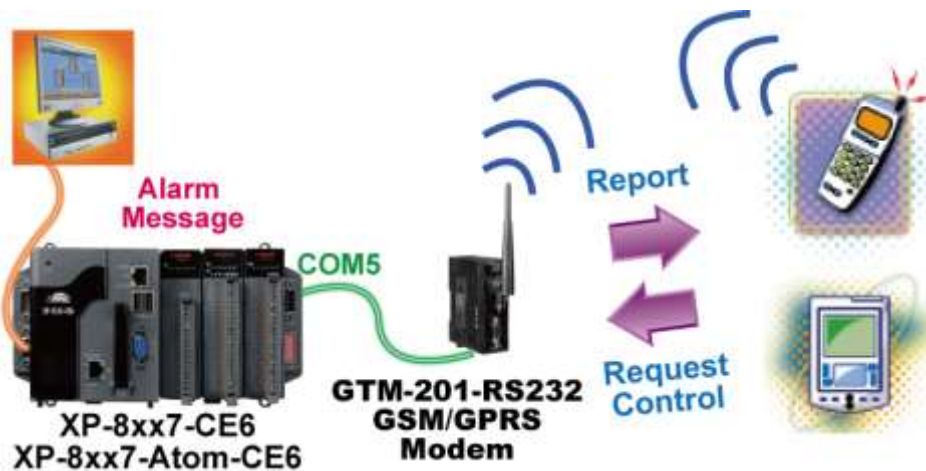 Alarm
Message
COM5
Report
Request
Control
GTM-201-RS232
GSM/GPRS
Modem
XP-8xx7-CE6
XP-8xx7-Atom-CE6